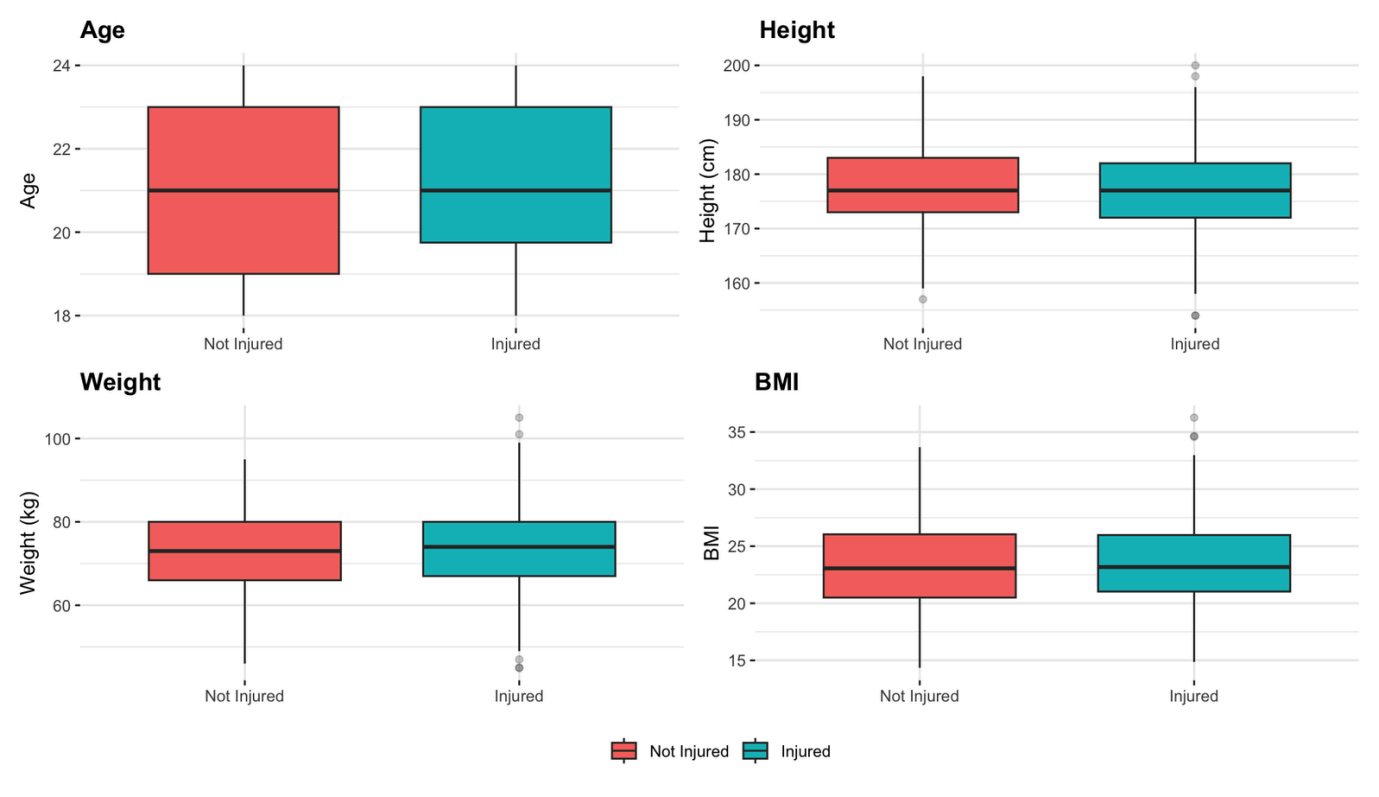 Age
24
22
20
18
Age
Not Injured Injured
Height
200
190
180
170
160
Height (cm)
Not Injured Injured
Weight
100
80
60
Weight (kg)
Not Injured Injured
BMI
35
30
25
20
15
BMI
Not Injured Injured
Not Injured Injured